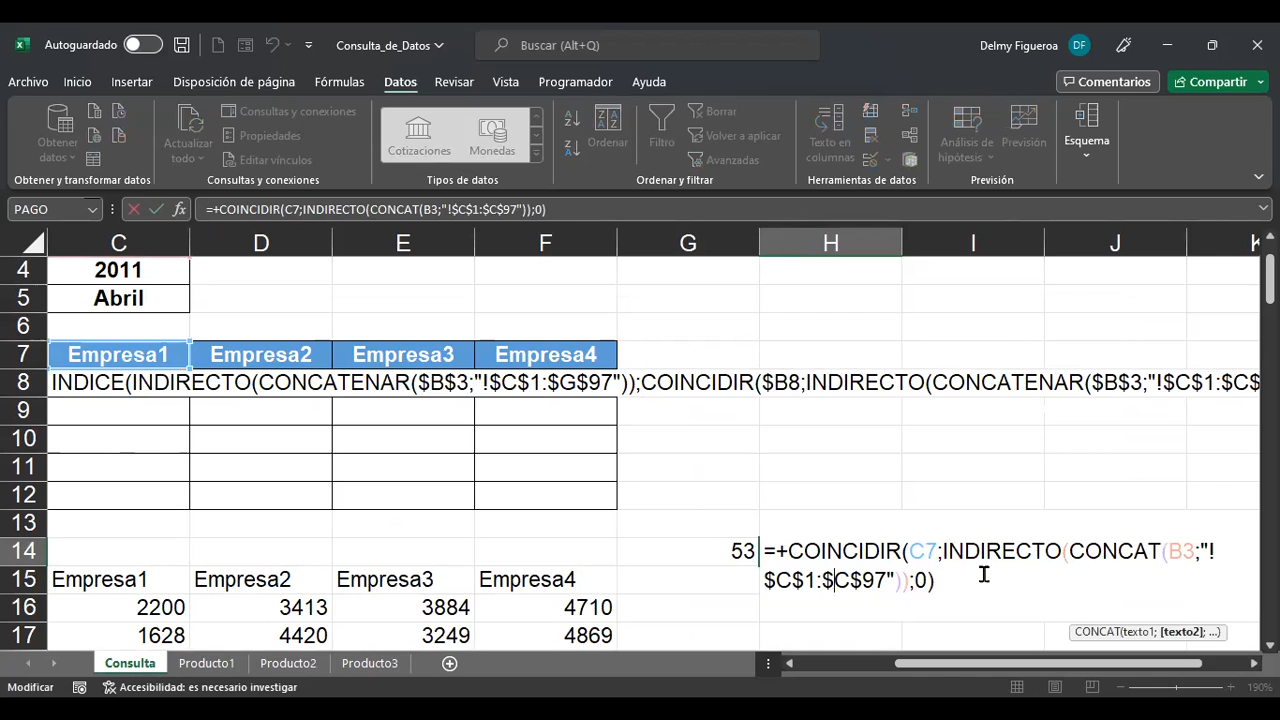 Autoguardado
Consulta_de_Datos
Buscar (Alt+Q)
Delmy Figueroa
DF
Archivo
Inicio
Insertar
Disposición de página
Fórmulas
Datos
Revisar
Vista
Programador
Ayuda
Comentarios
Compartir
Obtener datos
Actualizar todo
Consultas y conexiones
Propiedades
Editar vínculos
Cotizaciones
Monedas
Ordenar
Filtro
Borrar
Volver a aplicar
Avanzadas
Texto en columnas
Análisis de hipótesis
Previsión
Esquema
Obtener y transformar datos
Consultas y conexiones
Tipos de datos
Ordenar y filtrar
Herramientas de datos
Previsión
PAGO
fx
=+COINCIDIR(C7;INDIRECTO(CONCAT(B3;"!$C$1:$C$97"));0)
C D E F G H I J K
4 2011
5 Abril
6
7 Empresa1 Empresa2 Empresa3 Empresa4
8 INDICE(INDIRECTO(CONCATENAR($B$3;"!$C$1:$G$97"));COINCIDIR($B8;INDIRECTO(CONCATENAR($B$3;"!$C$1:$C$
9
10
11
12
13
14 53 =+COINCIDIR(C7;INDIRECTO(CONCAT(B3;"!
$C$1:$C$97"));0)
15 Empresa1 Empresa2 Empresa3 Empresa4
16 2200 3413 3884 4710
17 1628 4420 3249 4869
CONCAT(texto1; [texto2]; ...)
Consulta
Producto1
Producto2
Producto3
Modificar
Accesibilidad: es necesario investigar
190%